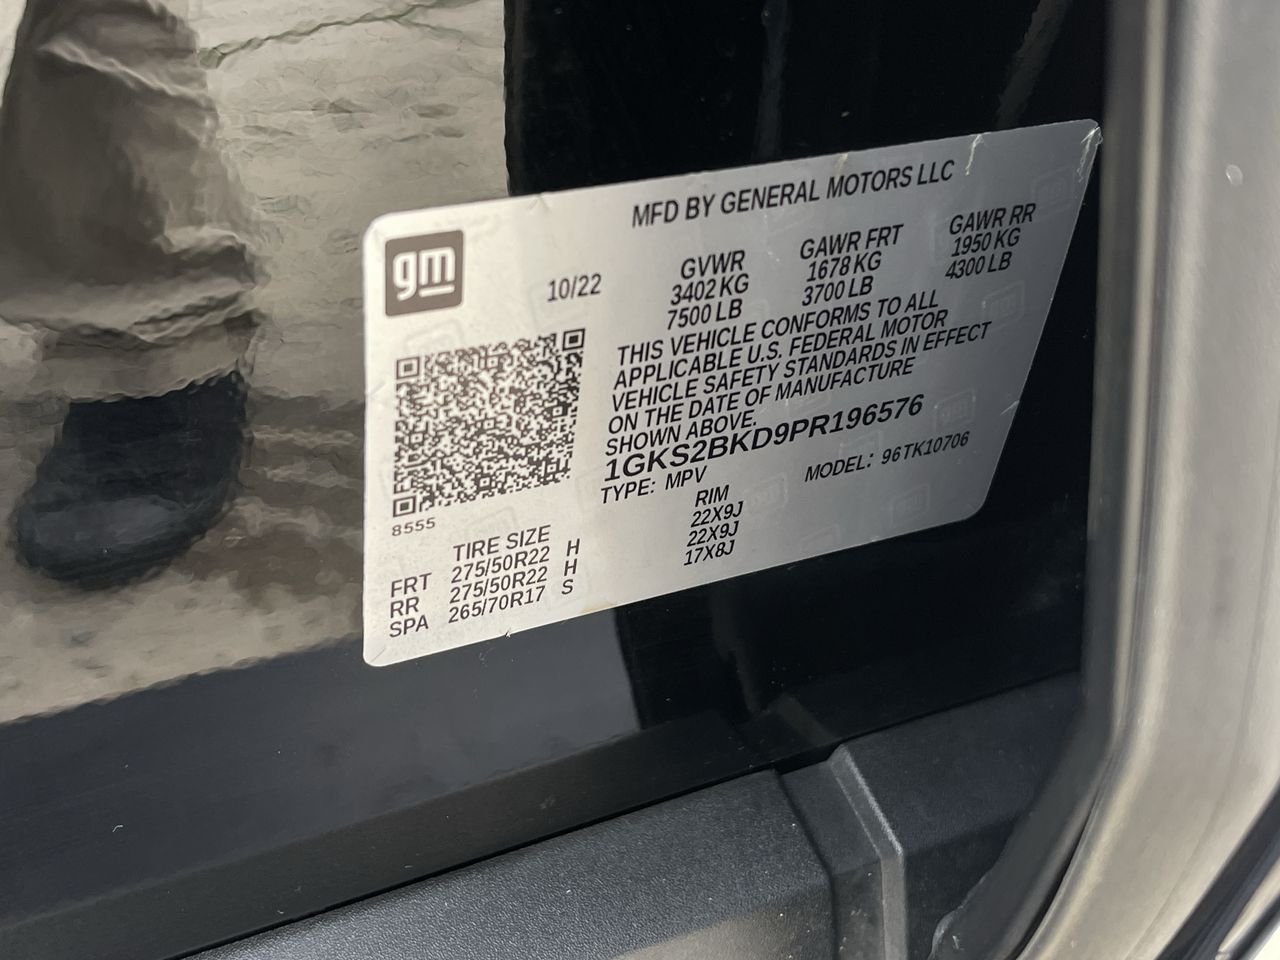 MFD BY GENERAL MOTORS LLC
gm
10/22
GVWR
3402 KG
7500 LB
GAWR FRT
1678 KG
3700 LB
GAWR RR
1950 KG
4300 LB
THIS VEHICLE CONFORMS TO ALL
APPLICABLE U.S. FEDERAL MOTOR
VEHICLE SAFETY STANDARDS IN EFFECT
ON THE DATE OF MANUFACTURE
SHOWN ABOVE.
1GKS2BKD9PR196576
TYPE: MPV MODEL: 96TK10706
8555
TIRE SIZE RIM
FRT 275/50R22 H 22X9J
RR 275/50R22 H 22X9J
SPA 265/70R17 S 17X8J